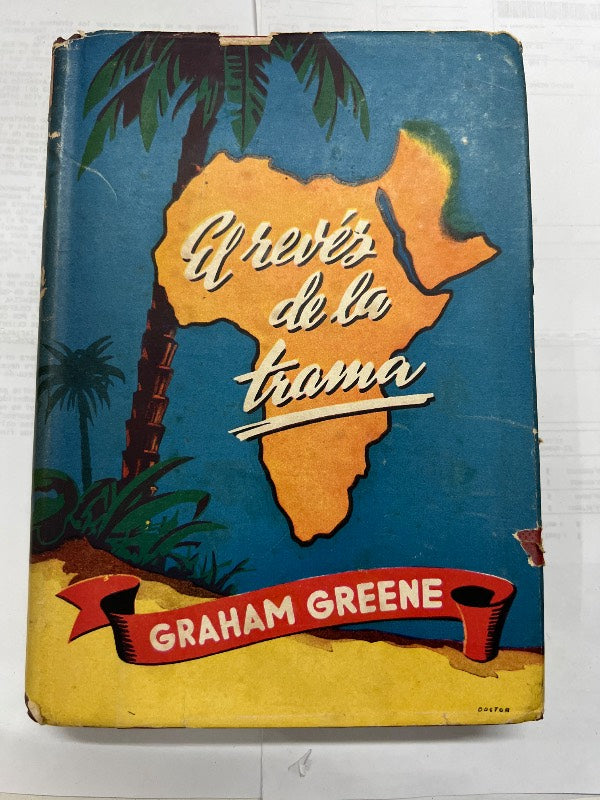 El revés
de la
trama
GRAHAM GREENE